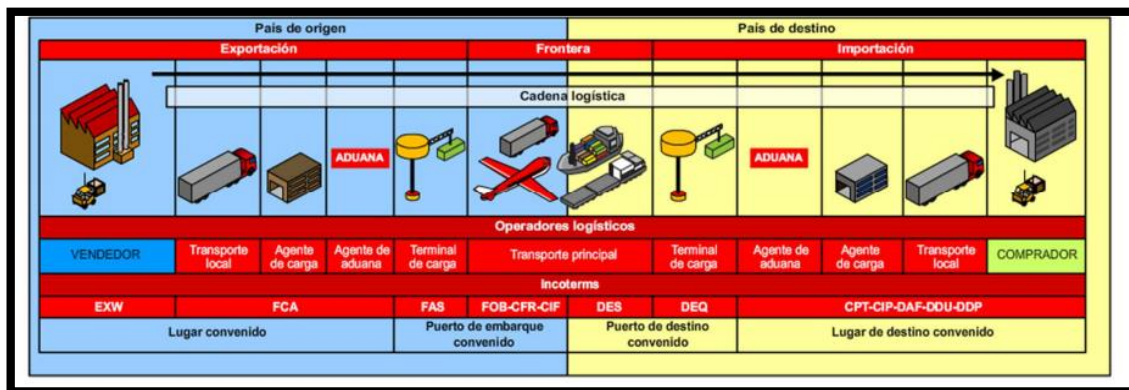 País de origen
País de destino
Exportación
Frontera
Importación
Cadena logística
ADUANA
ADUANA
Operadores logísticos
VENDEDOR
Transporte
local
Agente
de carga
Agente de
aduana
Terminal
de carga
Transporte principal
Terminal
de carga
Agente de
aduana
Agente
de carga
Transporte
local
COMPRADOR
Incoterms
EXW
FCA
FAS
FOB-CFR-CIF
DES
DEQ
CPT-CIP-DAF-DDU-DDP
Lugar convenido
Puerto de embarque
convenido
Puerto de destino
convenido
Lugar de destino convenido